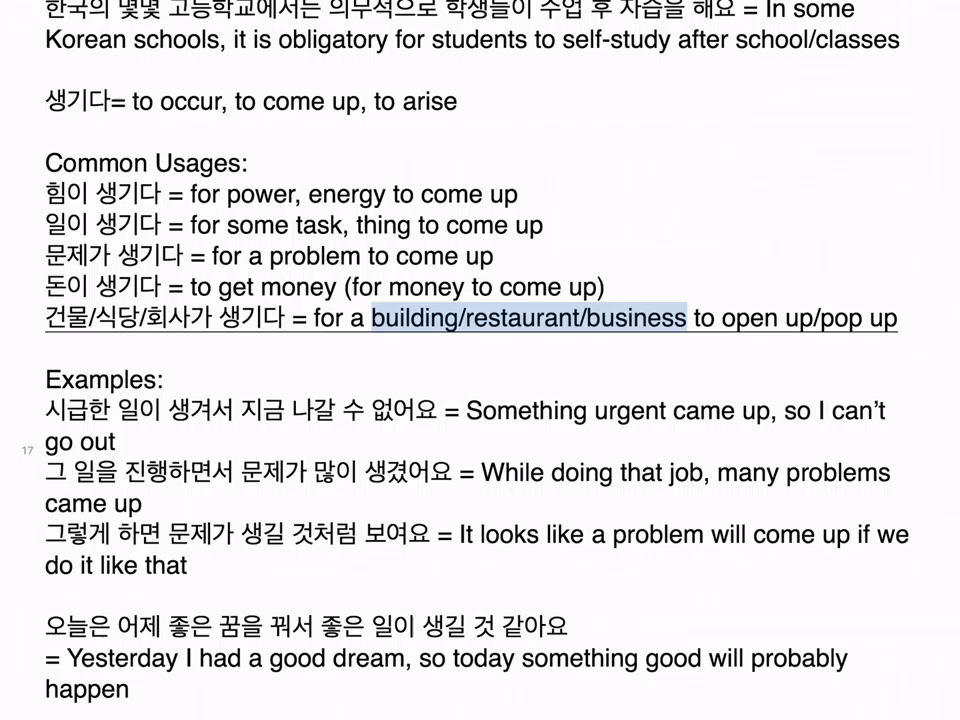 한국의 몇몇 고등학교에서는 의무적으로 학생들이 수업 후 자습을 해요 = In some
Korean schools, it is obligatory for students to self-study after school/classes
생기다= to occur, to come up, to arise
Common Usages:
힘이 생기다 = for power, energy to come up
일이 생기다 = for some task, thing to come up
문제가 생기다 = for a problem to come up
돈이 생기다 = to get money (for money to come up)
건물/식당/회사가 생기다 = for a building/restaurant/business to open up/pop up
Examples:
시급한 일이 생겨서 지금 나갈 수 없어요 = Something urgent came up, so I can’t
17 go out
그 일을 진행하면서 문제가 많이 생겼어요 = While doing that job, many problems
came up
그렇게 하면 문제가 생길 것처럼 보여요 = It looks like a problem will come up if we
do it like that
오늘은 어제 좋은 꿈을 꿔서 좋은 일이 생길 것 같아요
= Yesterday I had a good dream, so today something good will probably
happen